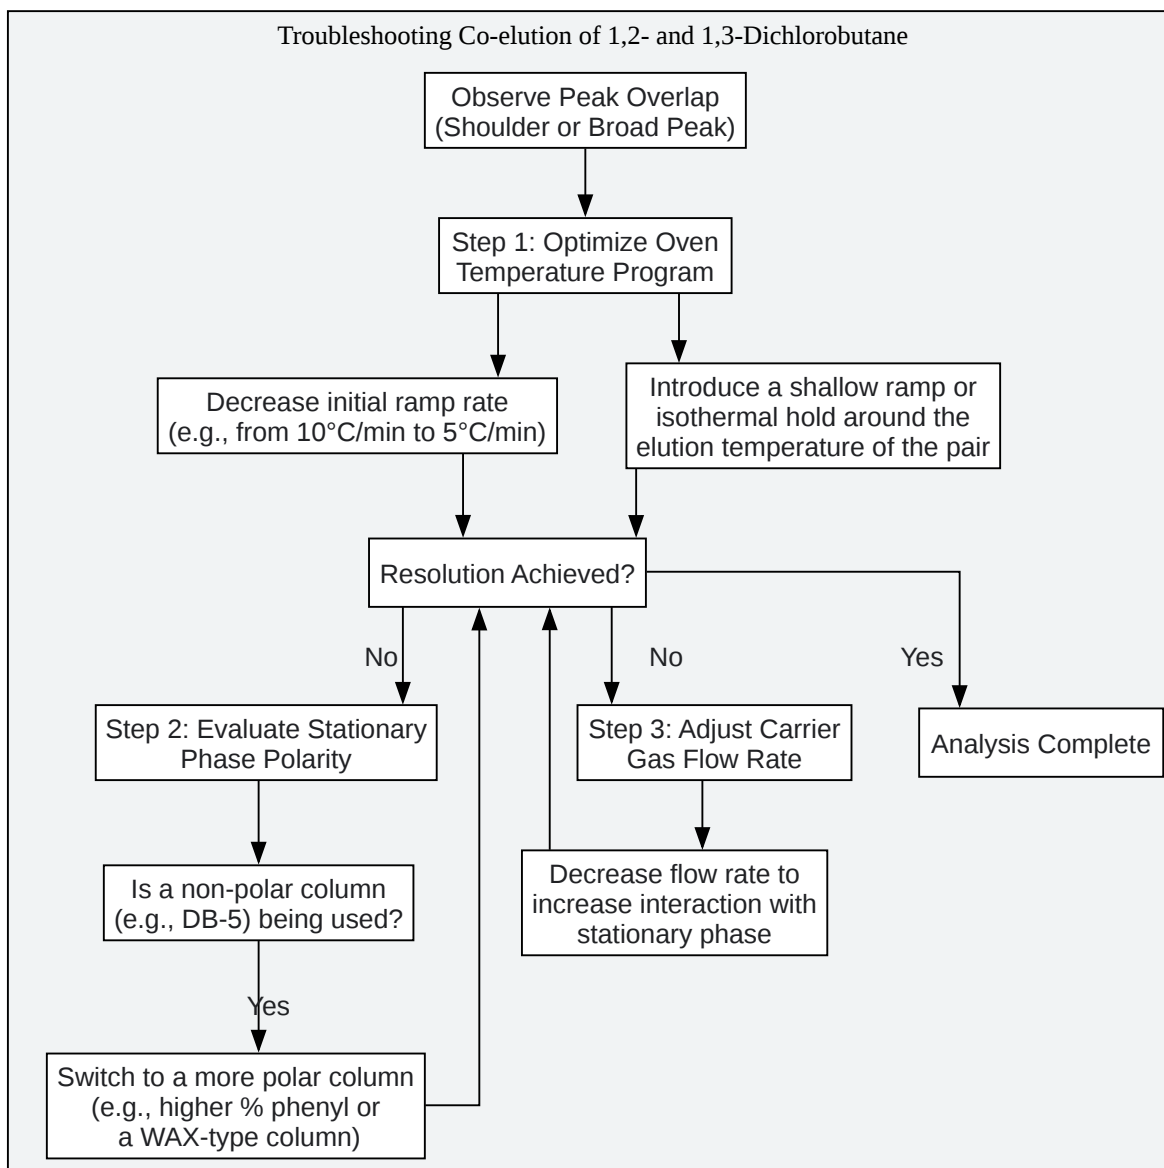 Troubleshooting Co-elution of 1,2- and 1,3-Dichlorobutane
Observe Peak Overlap
(Shoulder or Broad Peak)
Step 1: Optimize Oven
Temperature Program
Decrease initial ramp rate
(e.g., from 10°C/min to 5°C/min)
Introduce a shallow ramp or
isothermal hold around the
elution temperature of the pair
Resolution Achieved?
No
No
Yes
Step 2: Evaluate Stationary
Phase Polarity
Step 3: Adjust Carrier
Gas Flow Rate
Analysis Complete
Is a non-polar column
(e.g., DB-5) being used?
Decrease flow rate to
increase interaction with
stationary phase
Yes
Switch to a more polar column
(e.g., higher % phenyl or
a WAX-type column)